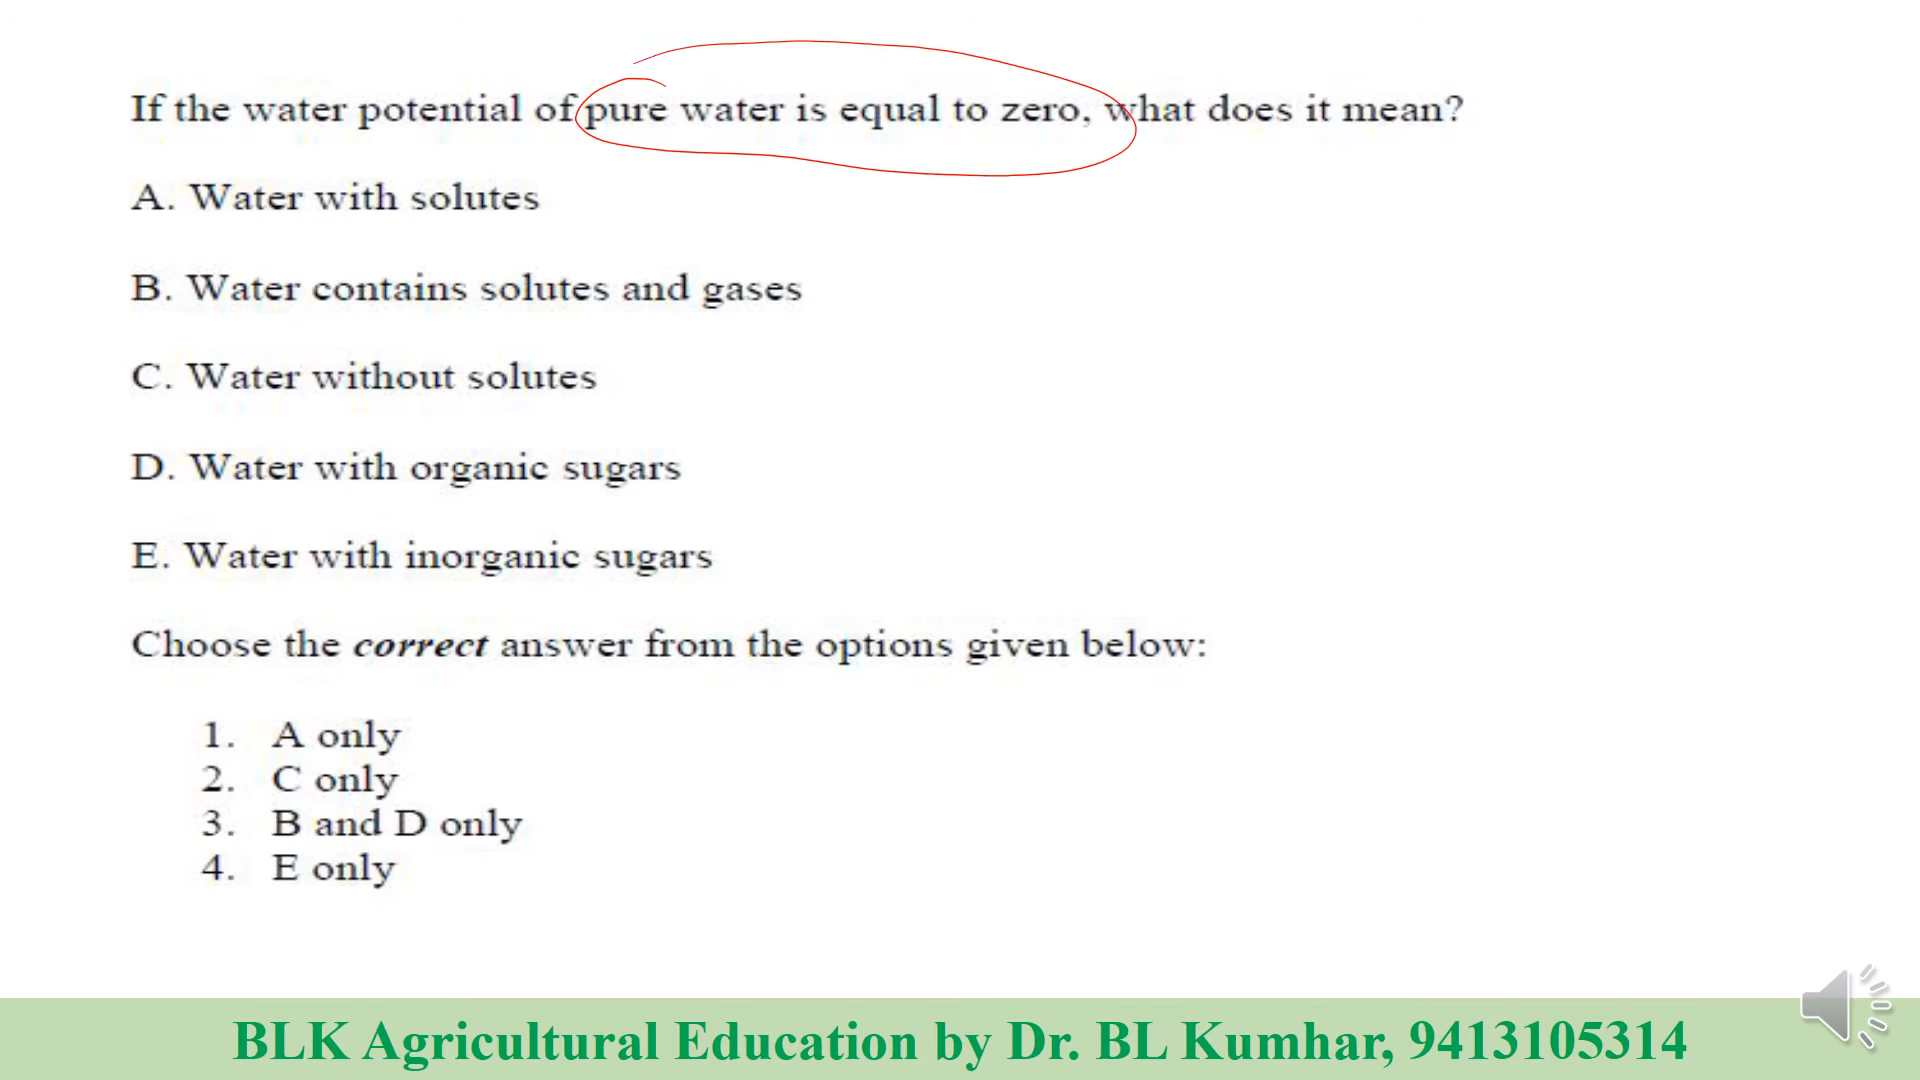 If the water potential of pure water is equal to zero, what does it mean?
A. Water with solutes
B. Water contains solutes and gases
C. Water without solutes
D. Water with organic sugars
E. Water with inorganic sugars
Choose the correct answer from the options given below:
1. A only
2. C only
3. B and D only
4. E only
BLK Agricultural Education by Dr. BL Kumhar, 9413105314